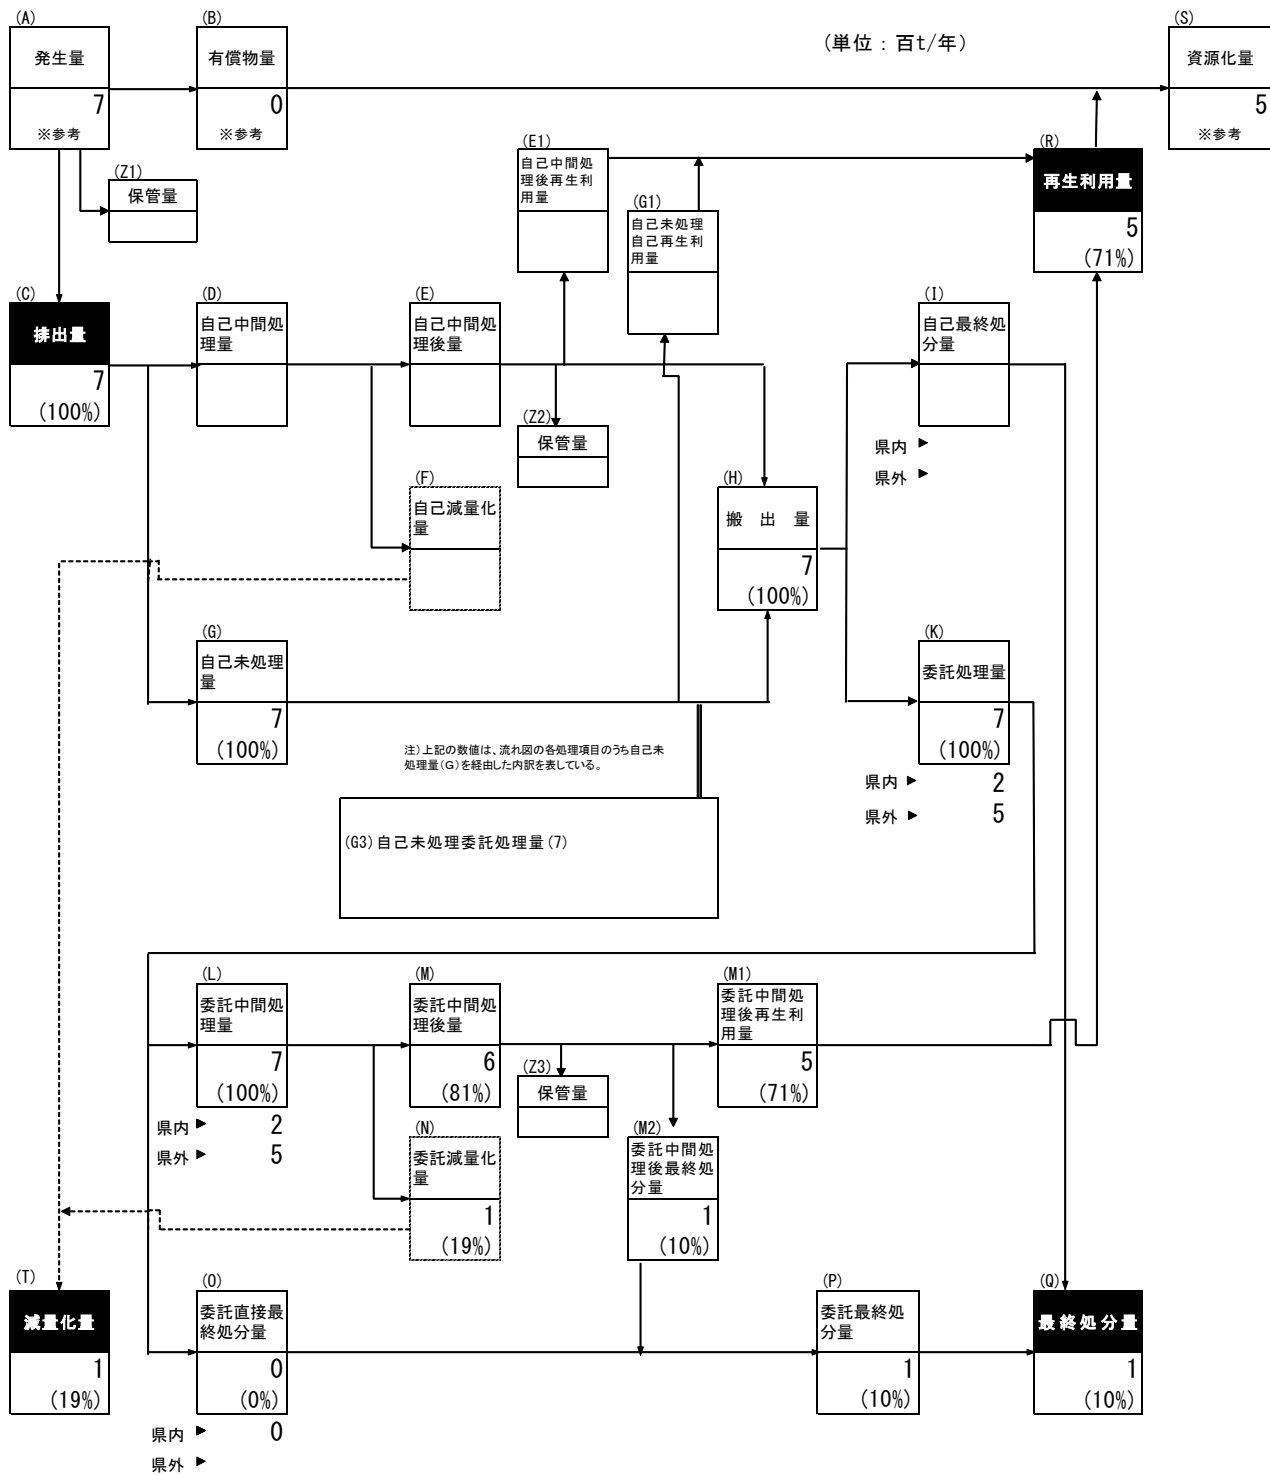 (A)
発生量
7
※参考
(B)
有償物量
0
※参考
(単位：百t/年)
(S)
資源化量
5
※参考
(Z1)
保管量
(E1)
自己中間処
理後再生利
用量
(G1)
自己未処理
自己再生利
用量
(R)
再生利用量
5
(71%)
(C)
排出量
7
(100%)
(D)
自己中間処
理量
(E)
自己中間処
理後量
(Z2)
保管量
(I)
自己最終処
分量
県内
県外
(F)
自己減量化
量
(H)
搬　出　量
7
(100%)
(G)
自己未処理
量
7
(100%)
(K)
委託処理量
7
(100%)
県内 2
県外 5
注）上記の数値は、流れ図の各処理項目のうち自己未
処理量(G)を経由した内訳を表している。
(G3)自己未処理委託処理量(7)
(L)
委託中間処
理量
7
(100%)
県内 2
県外 5
(M)
委託中間処
理後量
6
(81%)
(Z3)
保管量
(M1)
委託中間処
理後再生利
用量
5
(71%)
(N)
委託減量化
量
1
(19%)
(M2)
委託中間処
理後最終処
分量
1
(10%)
(T)
減量化量
1
(19%)
(O)
委託直接最
終処分量
0
(0%)
県内 0
県外
(P)
委託最終処
分量
1
(10%)
(Q)
最終処分量
1
(10%)